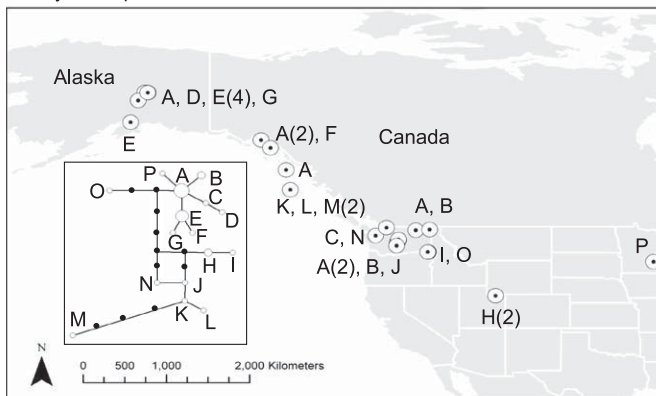 Alaska
A, D, E(4), G
E
A(2), F
Canada
A
K, L, M(2)
A, B
C, N
I, O
A(2), B, J
P
H(2)
P A B
O
C
D
E
G F
H I
N J
M
K L
N
0 500 1,000 2,000 Kilometers